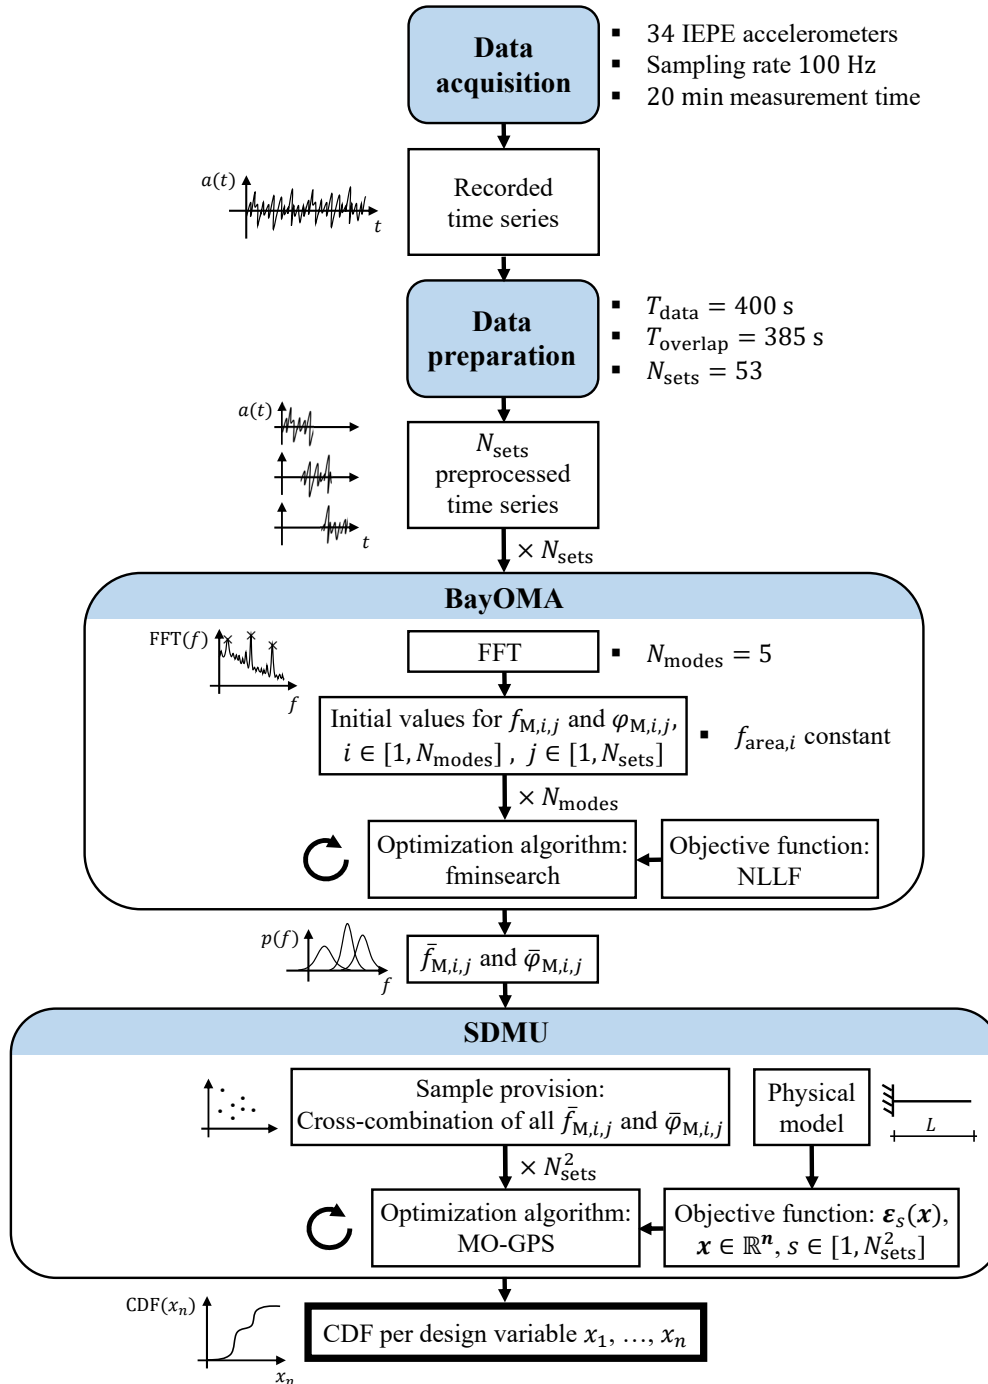 Data
acquisition
▪ 34 IEPE accelerometers
▪ Sampling rate 100 Hz
▪ 20 min measurement time
a(t)
t
Recorded
time series
Data
preparation
▪ T_data = 400 s
▪ T_overlap = 385 s
▪ N_sets = 53
a(t)
t
N_sets
preprocessed
time series
× N_sets
BayOMA
FFT(f)
f
FFT
▪ N_modes = 5
Initial values for f_M,i,j and φ_M,i,j,
i ∈ [1, N_modes] , j ∈ [1, N_sets]
▪ f_area,i constant
× N_modes
Optimization algorithm:
fminsearch
Objective function:
NLLF
p(f)
f
f̄_M,i,j and φ̄_M,i,j
SDMU
Sample provision:
Cross-combination of all f̄_M,i,j and φ̄_M,i,j
Physical
model
L
× N²_sets
Optimization algorithm:
MO-GPS
Objective function: ε_s(x),
x ∈ ℝⁿ, s ∈ [1, N²_sets]
CDF(x_n)
x_n
CDF per design variable x₁, …, x_n